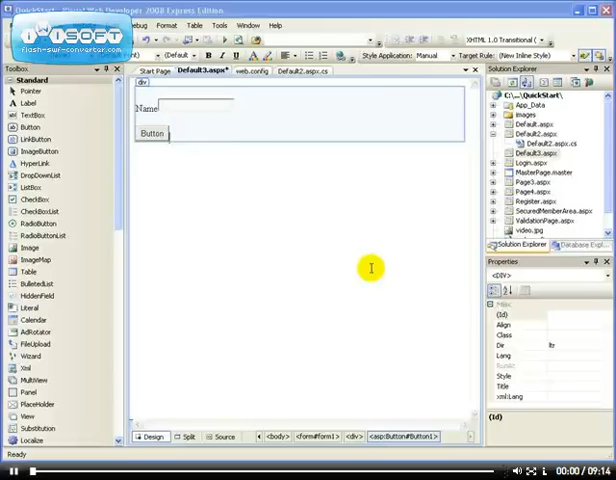 iWiSOFT
flash-swf-converter.com
Developer 2008 Express Edition
Debug Format Table Tools Window Help
XHTML 1.0 Transitional
(Default
Style Application: Manual Target Rule: (New Inline Style)
Toolbox
Standard
Pointer
Label
TextBox
Button
LinkButton
ImageButton
HyperLink
DropDownList
ListBox
CheckBox
CheckBoxList
RadioButton
RadioButtonList
Image
ImageMap
Table
BulletedList
HiddenField
Literal
Calendar
AdRotator
FileUpload
Wizard
Xml
MultiView
Panel
PlaceHolder
View
Substitution
Localize
Start Page Default3.aspx* web.config Default2.aspx.cs
div
Name
Button
Design Split Source <body> <form#form1> <div> <asp:Button#Button1>
Solution Explorer
C:\...\QuickStart\
App_Data
images
Default.aspx
Default2.aspx
Default2.aspx.cs
Default3.aspx
Login.aspx
MasterPage.master
Page3.aspx
Page4.aspx
Register.aspx
SecuredMemberArea.aspx
ValidationPage.aspx
video.jpg
Solution Explorer Database Expl
Properties
<DIV>
Misc
(Id)
Align
Class
Dir ltr
Lang
Runat
Style
Title
xml:Lang
(Id)
Ready
00:00 / 09:14